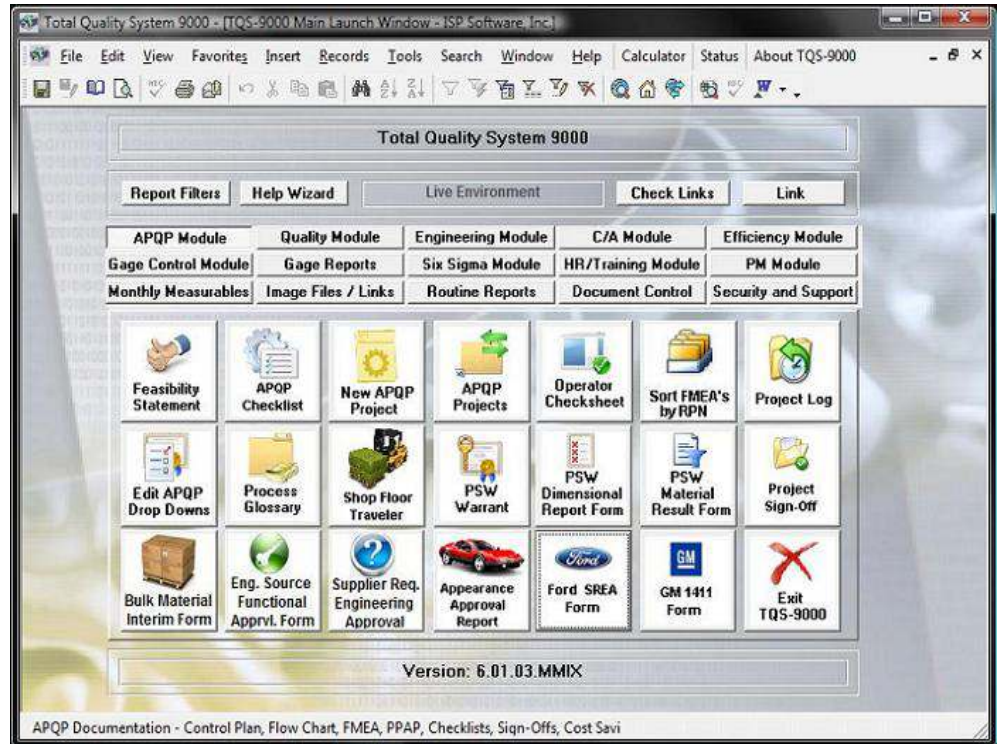 Total Quality System 9000 - [TQS-9000 Main Launch Window - ISP Software, Inc.]
File Edit View Favorites Insert Records Tools Search Window Help Calculator Status About TQS-9000
Total Quality System 9000
Report Filters Help Wizard Live Environment Check Links Link
APQP Module Quality Module Engineering Module C/A Module Efficiency Module
Gage Control Module Gage Reports Six Sigma Module HR/Training Module PM Module
Monthly Measurables Image Files / Links Routine Reports Document Control Security and Support
Feasibility
Statement
APQP
Checklist
New APQP
Project
APQP
Projects
Operator
Checksheet
Sort FMEA's
by RPN
Project Log
Edit APQP
Drop Downs
Process
Glossary
Shop Floor
Traveler
PSW
Warrant
PSW
Dimensional
Report Form
PSW
Material
Result Form
Project
Sign-Off
Bulk Material
Interim Form
Eng. Source
Functional
Apprvl. Form
Supplier Req.
Engineering
Approval
Appearance
Approval
Report
Ford
Ford SREA
Form
GM
GM 1411
Form
Exit
TQS-9000
Version: 6.01.03.MMIX
APQP Documentation - Control Plan, Flow Chart, FMEA, PPAP, Checklists, Sign-Offs, Cost Savi